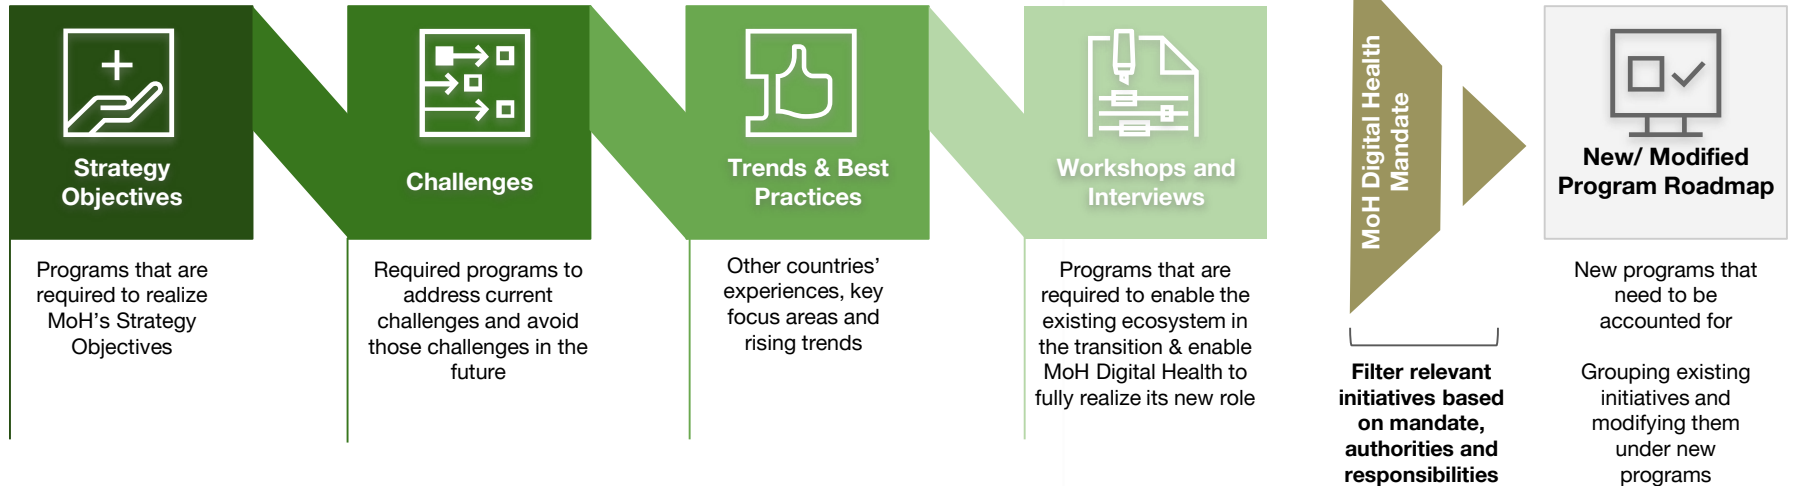 Strategy
Objectives
Programs that are
required to realize
MoH's Strategy
Objectives
Challenges
Required programs to
address current
challenges and avoid
those challenges in the
future
Trends & Best
Practices
Other countries'
experiences, key
focus areas and
rising trends
Workshops and
Interviews
Programs that are
required to enable the
existing ecosystem in
the transition & enable
MoH Digital Health to
fully realize its new role
MoH Digital Health
Mandate
Filter relevant
initiatives based
on mandate,
authorities and
responsibilities
New/ Modified
Program Roadmap
New programs that
need to be
accounted for
Grouping existing
initiatives and
modifying them
under new
programs